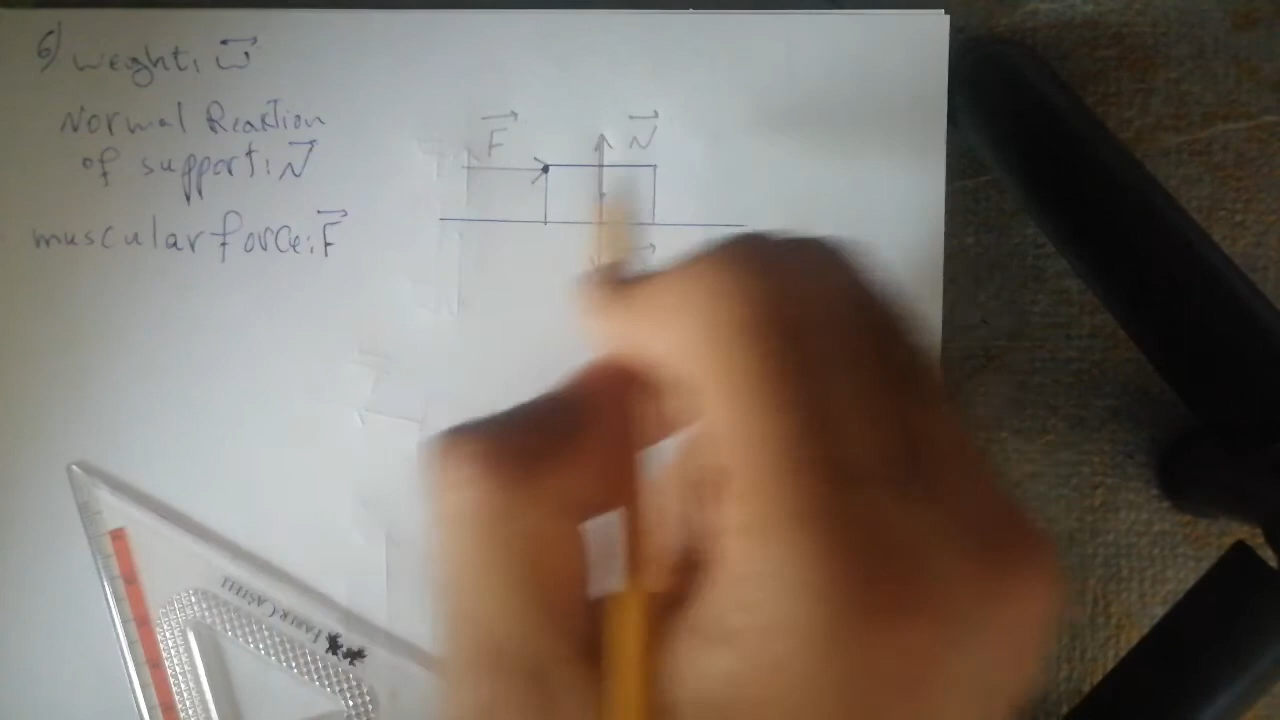 6) weight: w
Normal Reaction
of support: N
muscular force: F
F
N
FABER-CASTELL